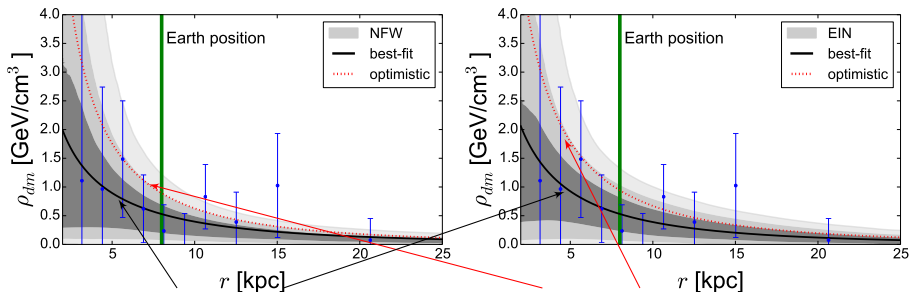 4.0
3.5
3.0
2.5
2.0
1.5
1.0
0.5
0.0
ρdm [GeV/cm³]
Earth position
NFW
best-fit
optimistic
5 10 15 20 25
r [kpc]
4.0
3.5
3.0
2.5
2.0
1.5
1.0
0.5
0.0
ρdm [GeV/cm³]
Earth position
EIN
best-fit
optimistic
5 10 15 20 25
r [kpc]